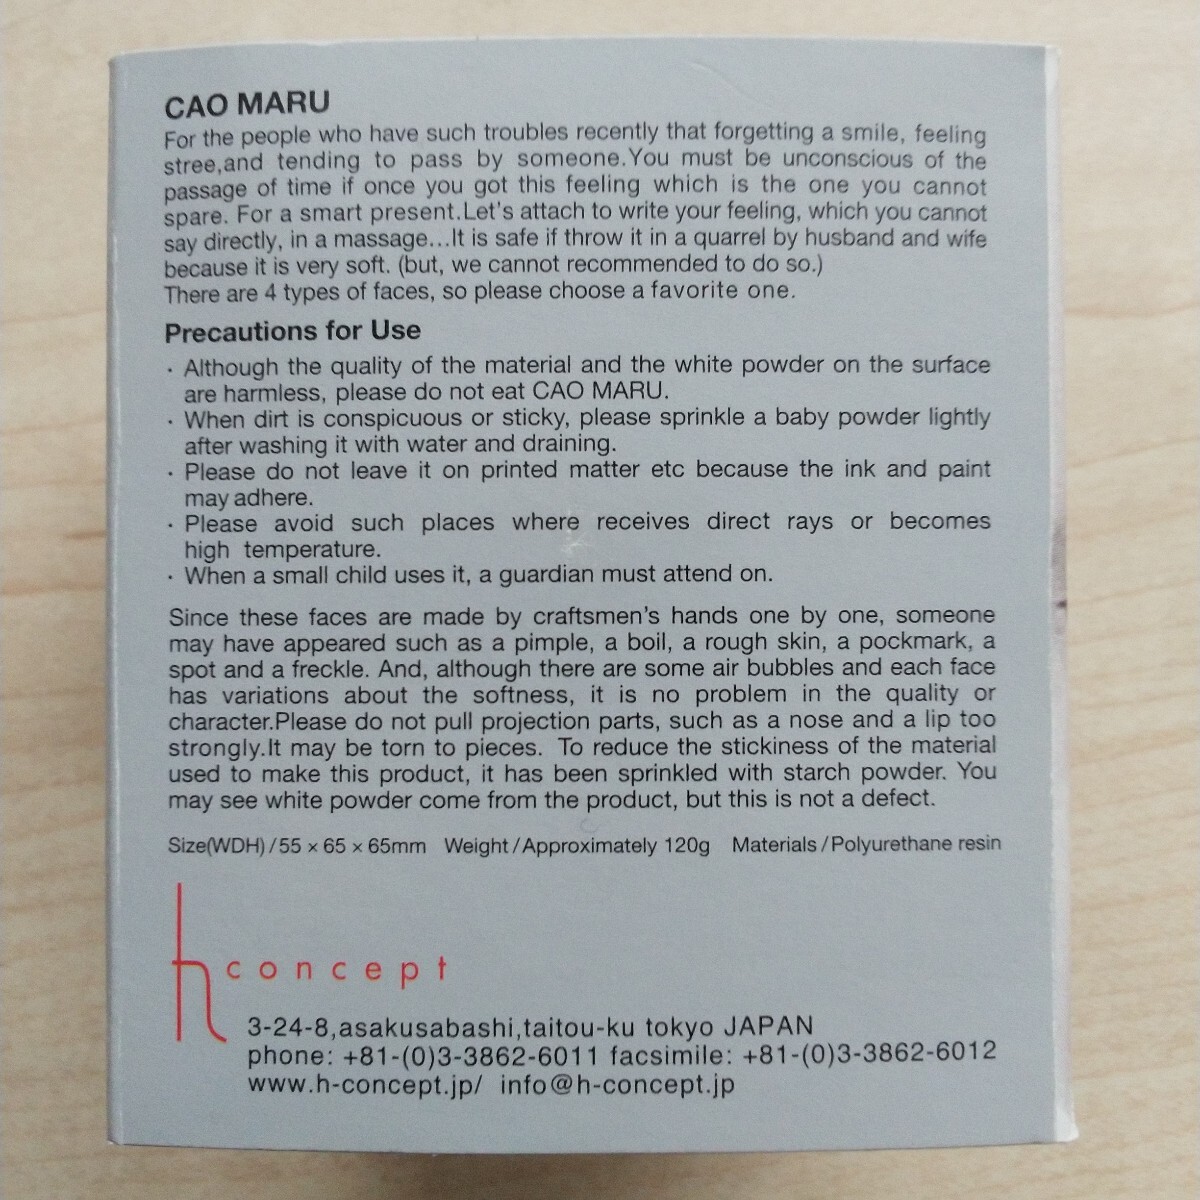 CAO MARU
For the people who have such troubles recently that forgetting a smile, feeling
stree,and tending to pass by someone.You must be unconscious of the
passage of time if once you got this feeling which is the one you cannot
spare. For a smart present.Let's attach to write your feeling, which you cannot
say directly, in a massage...It is safe if throw it in a quarrel by husband and wife
because it is very soft. (but, we cannot recommended to do so.)
There are 4 types of faces, so please choose a favorite one.
Precautions for Use
· Although the quality of the material and the white powder on the surface
are harmless, please do not eat CAO MARU.
· When dirt is conspicuous or sticky, please sprinkle a baby powder lightly
after washing it with water and draining.
· Please do not leave it on printed matter etc because the ink and paint
may adhere.
· Please avoid such places where receives direct rays or becomes
high temperature.
· When a small child uses it, a guardian must attend on.
Since these faces are made by craftsmen's hands one by one, someone
may have appeared such as a pimple, a boil, a rough skin, a pockmark, a
spot and a freckle. And, although there are some air bubbles and each face
has variations about the softness, it is no problem in the quality or
character.Please do not pull projection parts, such as a nose and a lip too
strongly.It may be torn to pieces. To reduce the stickiness of the material
used to make this product, it has been sprinkled with starch powder. You
may see white powder come from the product, but this is not a defect.
Size(WDH)/55 × 65 × 65mm Weight/Approximately 120g Materials/Polyurethane resin
h concept
3-24-8,asakusabashi,taitou-ku tokyo JAPAN
phone: +81-(0)3-3862-6011 facsimile: +81-(0)3-3862-6012
www.h-concept.jp/ info@h-concept.jp